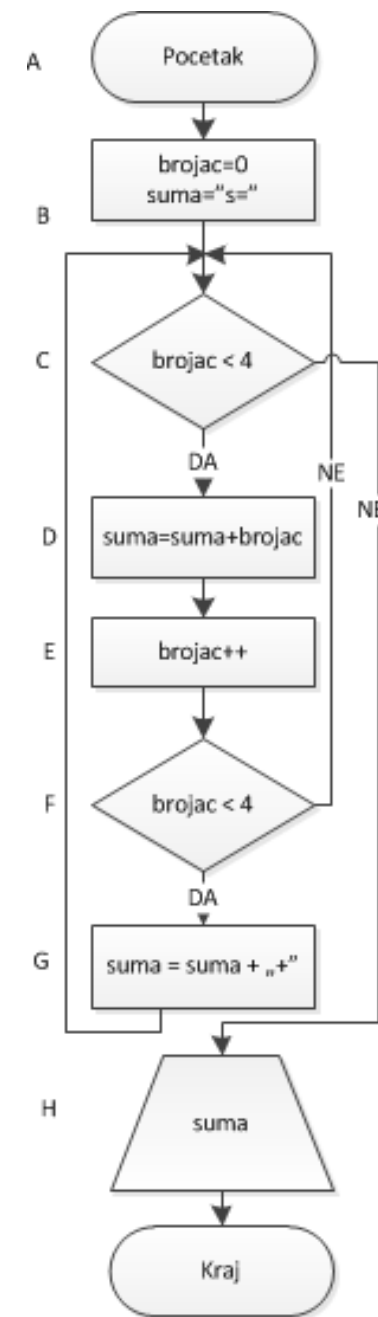 A
Pocetak
brojac=0
suma="s="
B
C
brojac < 4
DA
NE
NE
D
suma=suma+brojac
E
brojac++
F
brojac < 4
DA
G
suma = suma + „+”
H
suma
Kraj